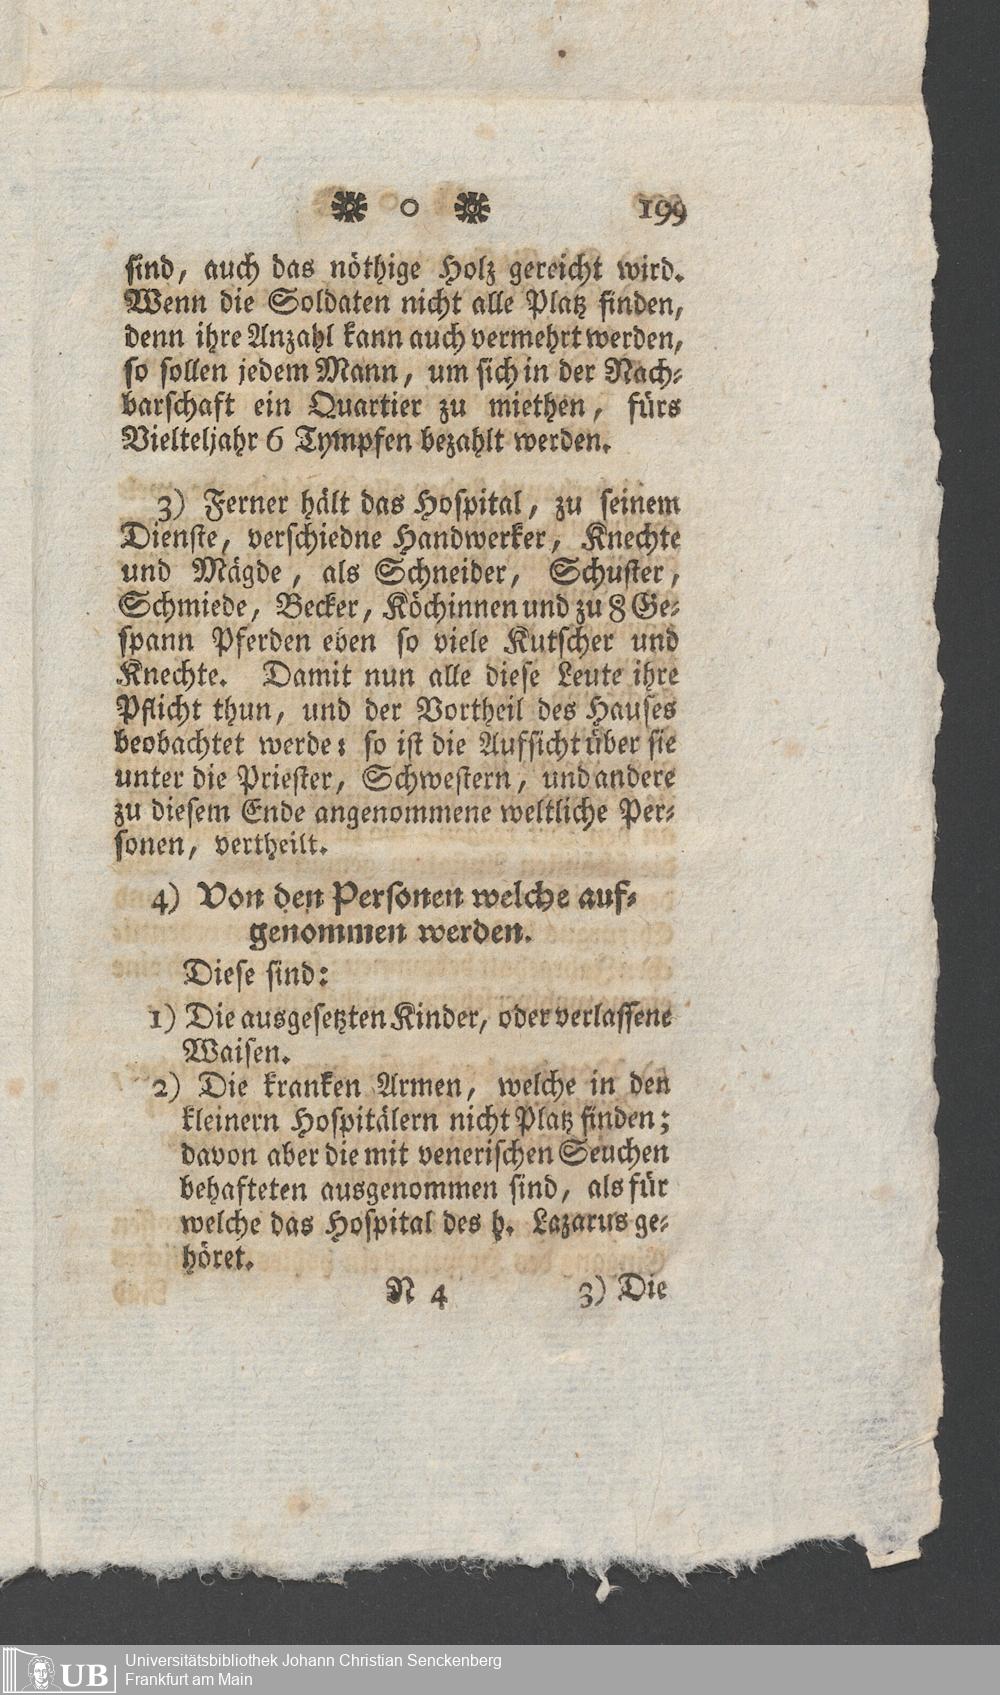 ❋ o ❋ 199
sind, auch das nöthige Holz gereicht wird.
Wenn die Soldaten nicht alle Platz finden,
denn ihre Anzahl kann auch vermehrt werden,
so sollen jedem Mann, um sich in der Nach-
barschaft ein Quartier zu miethen, fürs
Vielteljahr 6 Tympfen bezahlt werden.
3) Ferner hält das Hospital, zu seinem
Dienste, verschiedne Handwerker, Knechte
und Mägde, als Schneider, Schuster,
Schmiede, Becker, Köchinnen und zu 8 Ge-
spann Pferden eben so viele Kutscher und
Knechte. Damit nun alle diese Leute ihre
Pflicht thun, und der Vortheil des Hauses
beobachtet werde: so ist die Aufsicht über sie
unter die Priester, Schwestern, und andere
zu diesem Ende angenommene weltliche Per-
sonen, vertheilt.
4) Von den Personen welche auf-
genommen werden.
Diese sind:
1) Die ausgesetzten Kinder, oder verlassene
Waisen.
2) Die kranken Armen, welche in den
kleinern Hospitälern nicht Platz finden;
davon aber die mit venerischen Seuchen
behafteten ausgenommen sind, als für
welche das Hospital des h. Lazarus ge-
höret.
N 4 3) Die
UB Universitätsbibliothek Johann Christian Senckenberg
Frankfurt am Main